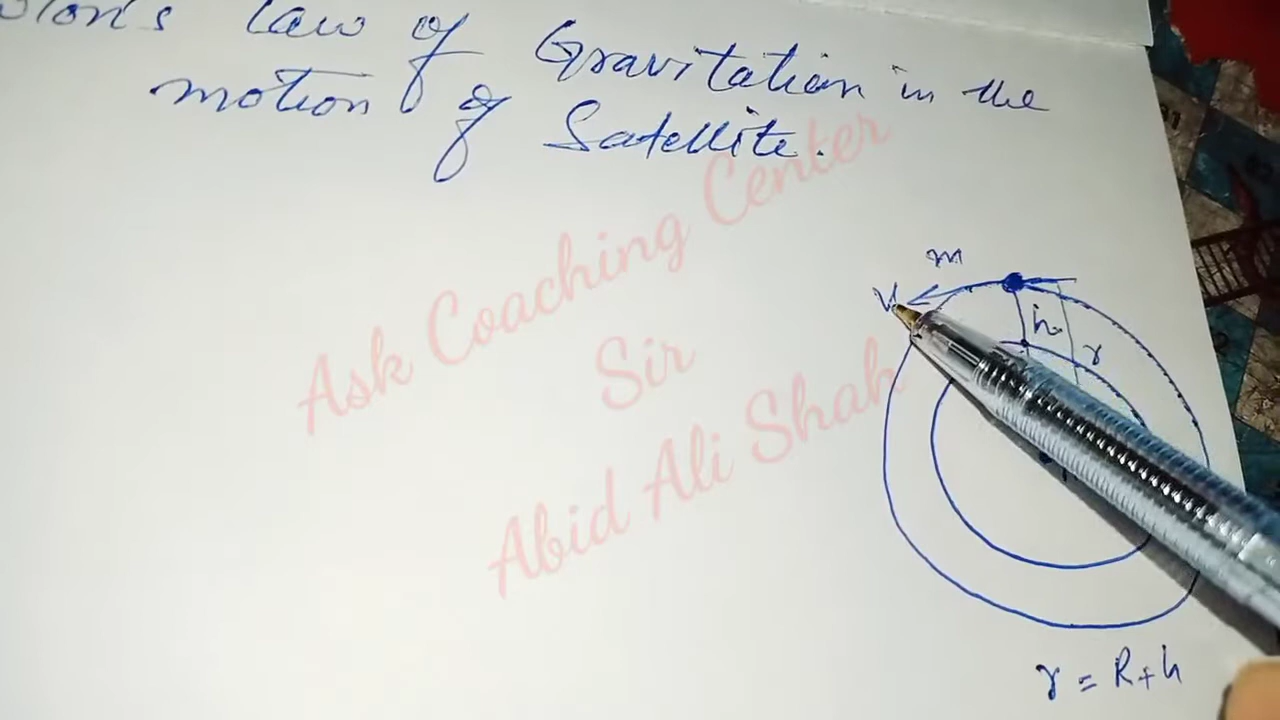 Law of Gravitation in the
motion of Satellite.
Ask Coaching Center
Sir
Abid Ali Shah
m
V
h
r
r = R+h